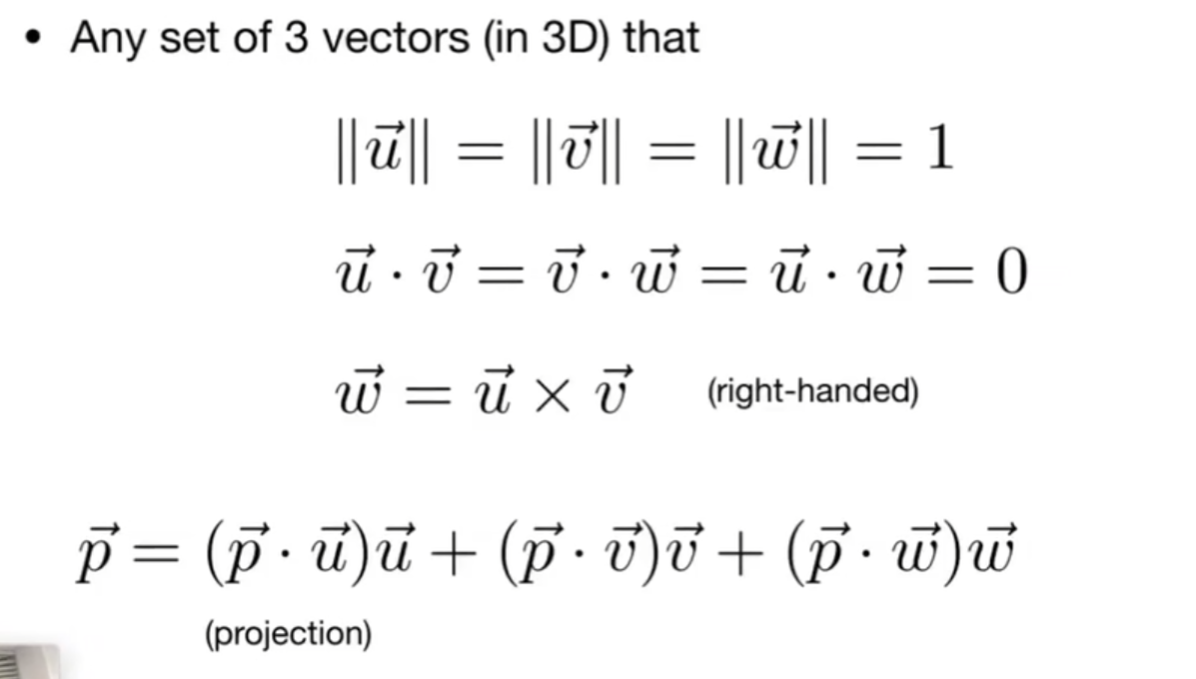 • Any set of 3 vectors (in 3D) that
‖u⃗‖ = ‖v⃗‖ = ‖w⃗‖ = 1
u⃗ · v⃗ = v⃗ · w⃗ = u⃗ · w⃗ = 0
w⃗ = u⃗ × v⃗ (right-handed)
p⃗ = (p⃗ · u⃗)u⃗ + (p⃗ · v⃗)v⃗ + (p⃗ · w⃗)w⃗
(projection)